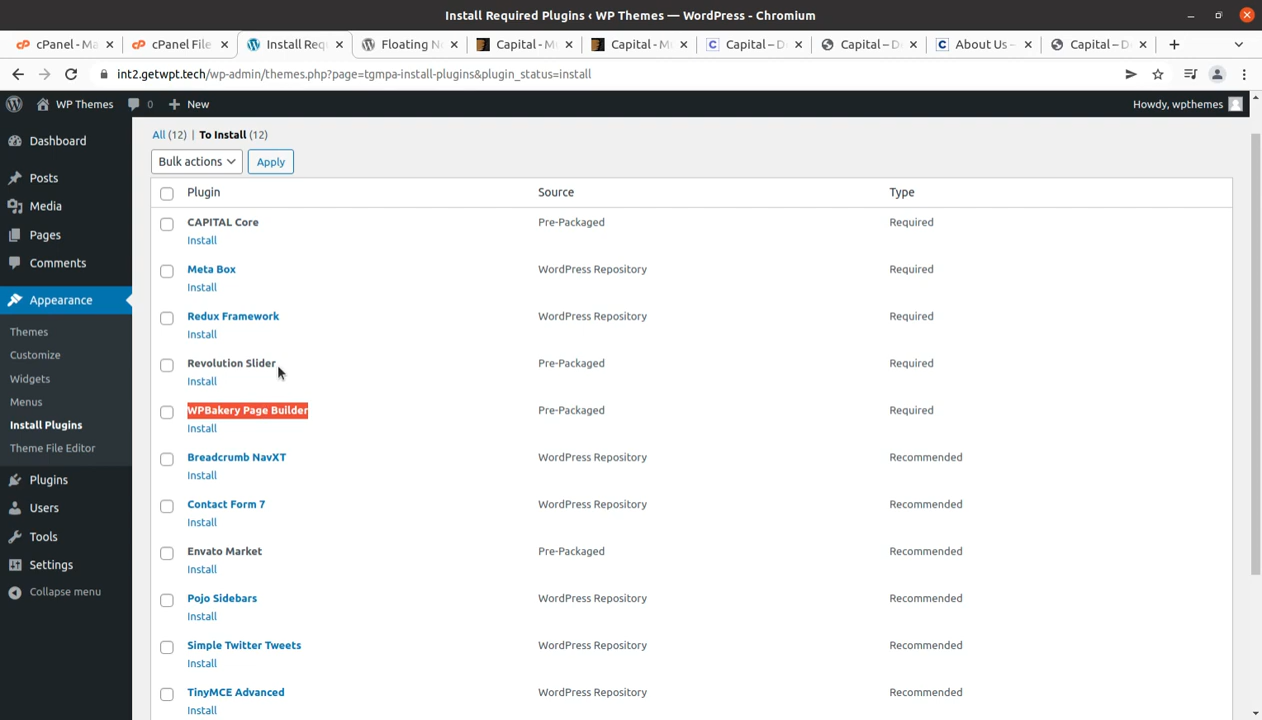 Install Required Plugins ‹ WP Themes — WordPress - Chromium
cPanel - Ma
cPanel File
Install Req
Floating N
Capital - M
Capital - M
Capital – D
Capital – D
About Us –
Capital – D
int2.getwpt.tech/wp-admin/themes.php?page=tgmpa-install-plugins&plugin_status=install
WP Themes 0 New Howdy, wpthemes
Dashboard
Posts
Media
Pages
Comments
Appearance
Themes
Customize
Widgets
Menus
Install Plugins
Theme File Editor
Plugins
Users
Tools
Settings
Collapse menu
All (12) | To Install (12)
Bulk actions Apply
Plugin Source Type
CAPITAL Core Pre-Packaged Required
Install
Meta Box WordPress Repository Required
Install
Redux Framework WordPress Repository Required
Install
Revolution Slider Pre-Packaged Required
Install
WPBakery Page Builder Pre-Packaged Required
Install
Breadcrumb NavXT WordPress Repository Recommended
Install
Contact Form 7 WordPress Repository Recommended
Install
Envato Market Pre-Packaged Recommended
Install
Pojo Sidebars WordPress Repository Recommended
Install
Simple Twitter Tweets WordPress Repository Recommended
Install
TinyMCE Advanced WordPress Repository Recommended
Install